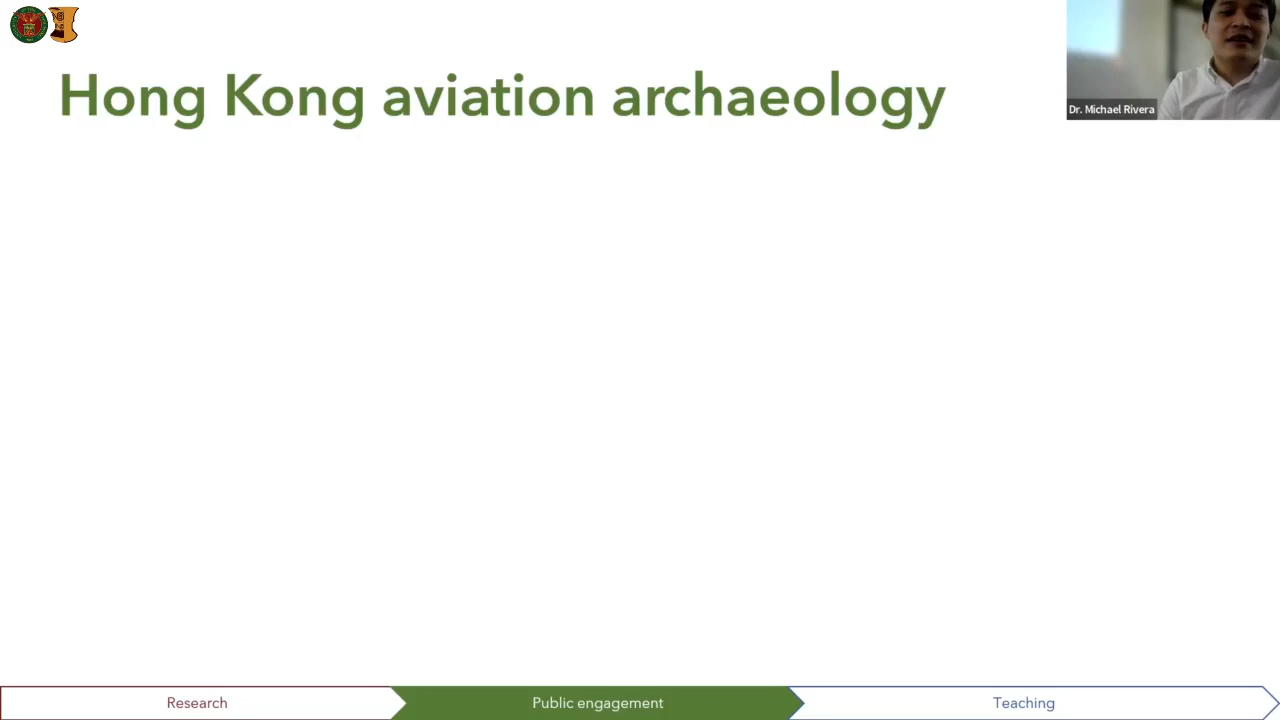 Hong Kong aviation archaeology
Dr. Michael Rivera
Research
Public engagement
Teaching